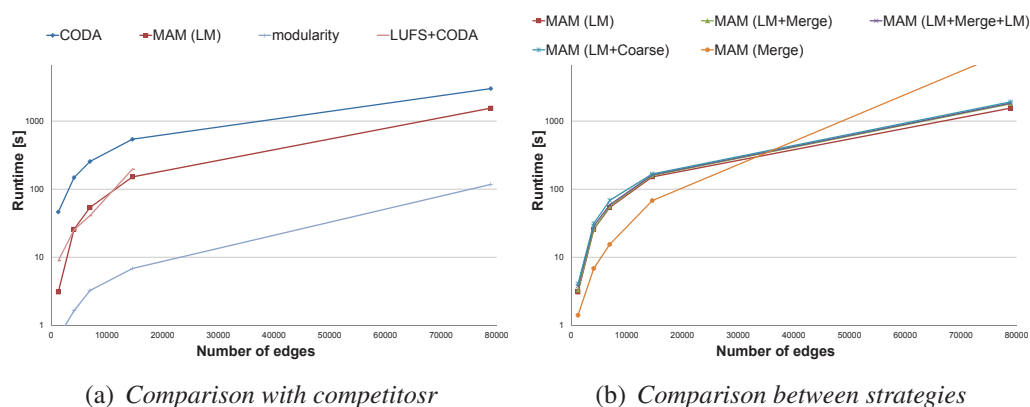 CODA
MAM (LM)
modularity
LUFS+CODA
Runtime [s]
1000
100
10
1
0
10000
20000
30000
40000
50000
60000
70000
80000
Number of edges
(a) Comparison with competitosr
MAM (LM)
MAM (LM+Merge)
MAM (LM+Merge+LM)
MAM (LM+Coarse)
MAM (Merge)
Runtime [s]
1000
100
10
1
0
10000
20000
30000
40000
50000
60000
70000
80000
Number of edges
(b) Comparison between strategies